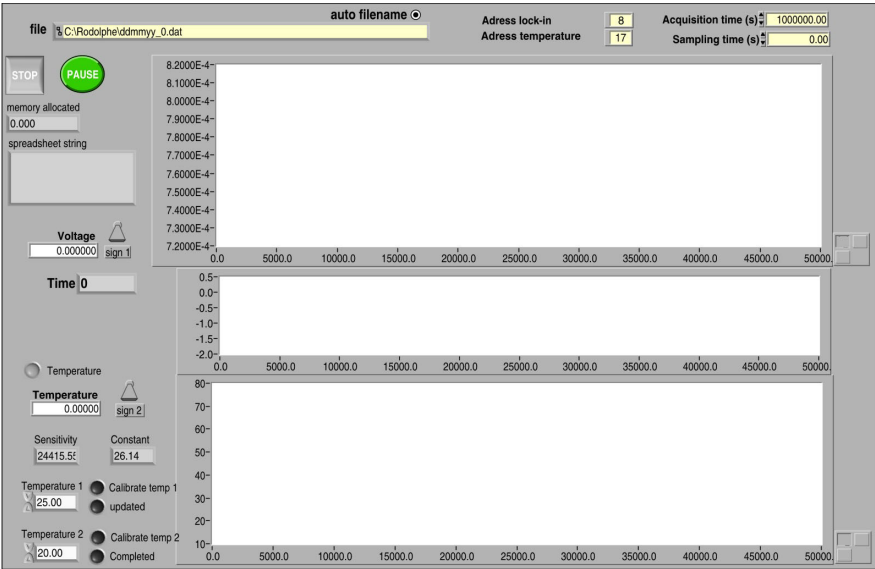 auto filename
file C:\Rodolphe\ddmmyy_0.dat
Adress lock-in 8
Adress temperature 17
Acquisition time (s) 1000000.00
Sampling time (s) 0.00
STOP PAUSE
memory allocated
0.000
spreadsheet string
Voltage
0.000000 sign 1
Time 0
8.2000E-4
8.1000E-4
8.0000E-4
7.9000E-4
7.8000E-4
7.7000E-4
7.6000E-4
7.5000E-4
7.4000E-4
7.3000E-4
7.2000E-4
0.0 5000.0 10000.0 15000.0 20000.0 25000.0 30000.0 35000.0 40000.0 45000.0 50000.
0.5
0.0
-0.5
-1.0
-1.5
-2.0
0.0 5000.0 10000.0 15000.0 20000.0 25000.0 30000.0 35000.0 40000.0 45000.0 50000.
Temperature
Temperature
0.00000 sign 2
Sensitivity Constant
24415.55 26.14
Temperature 1 Calibrate temp 1
25.00 updated
Temperature 2 Calibrate temp 2
20.00 Completed
80
70
60
50
40
30
20
10
0.0 5000.0 10000.0 15000.0 20000.0 25000.0 30000.0 35000.0 40000.0 45000.0 50000.